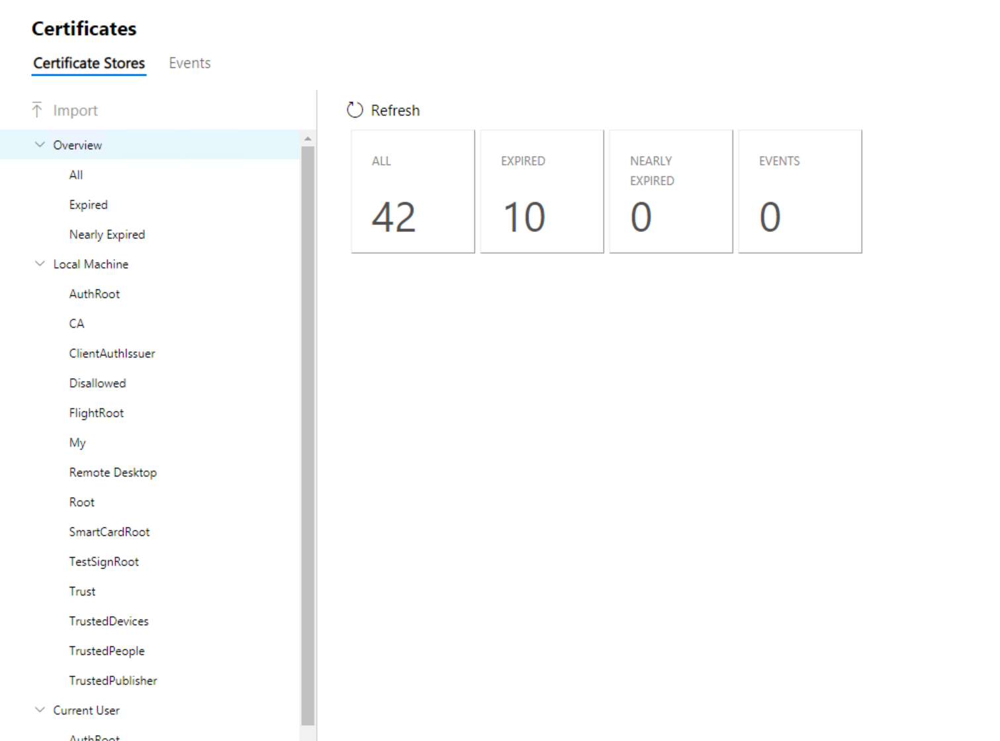 Certificates
Certificate Stores Events
Import
Overview
All
Expired
Nearly Expired
Local Machine
AuthRoot
CA
ClientAuthIssuer
Disallowed
FlightRoot
My
Remote Desktop
Root
SmartCardRoot
TestSignRoot
Trust
TrustedDevices
TrustedPeople
TrustedPublisher
Current User
AuthRoot
Refresh
ALL
42
EXPIRED
10
NEARLY
EXPIRED
0
EVENTS
0